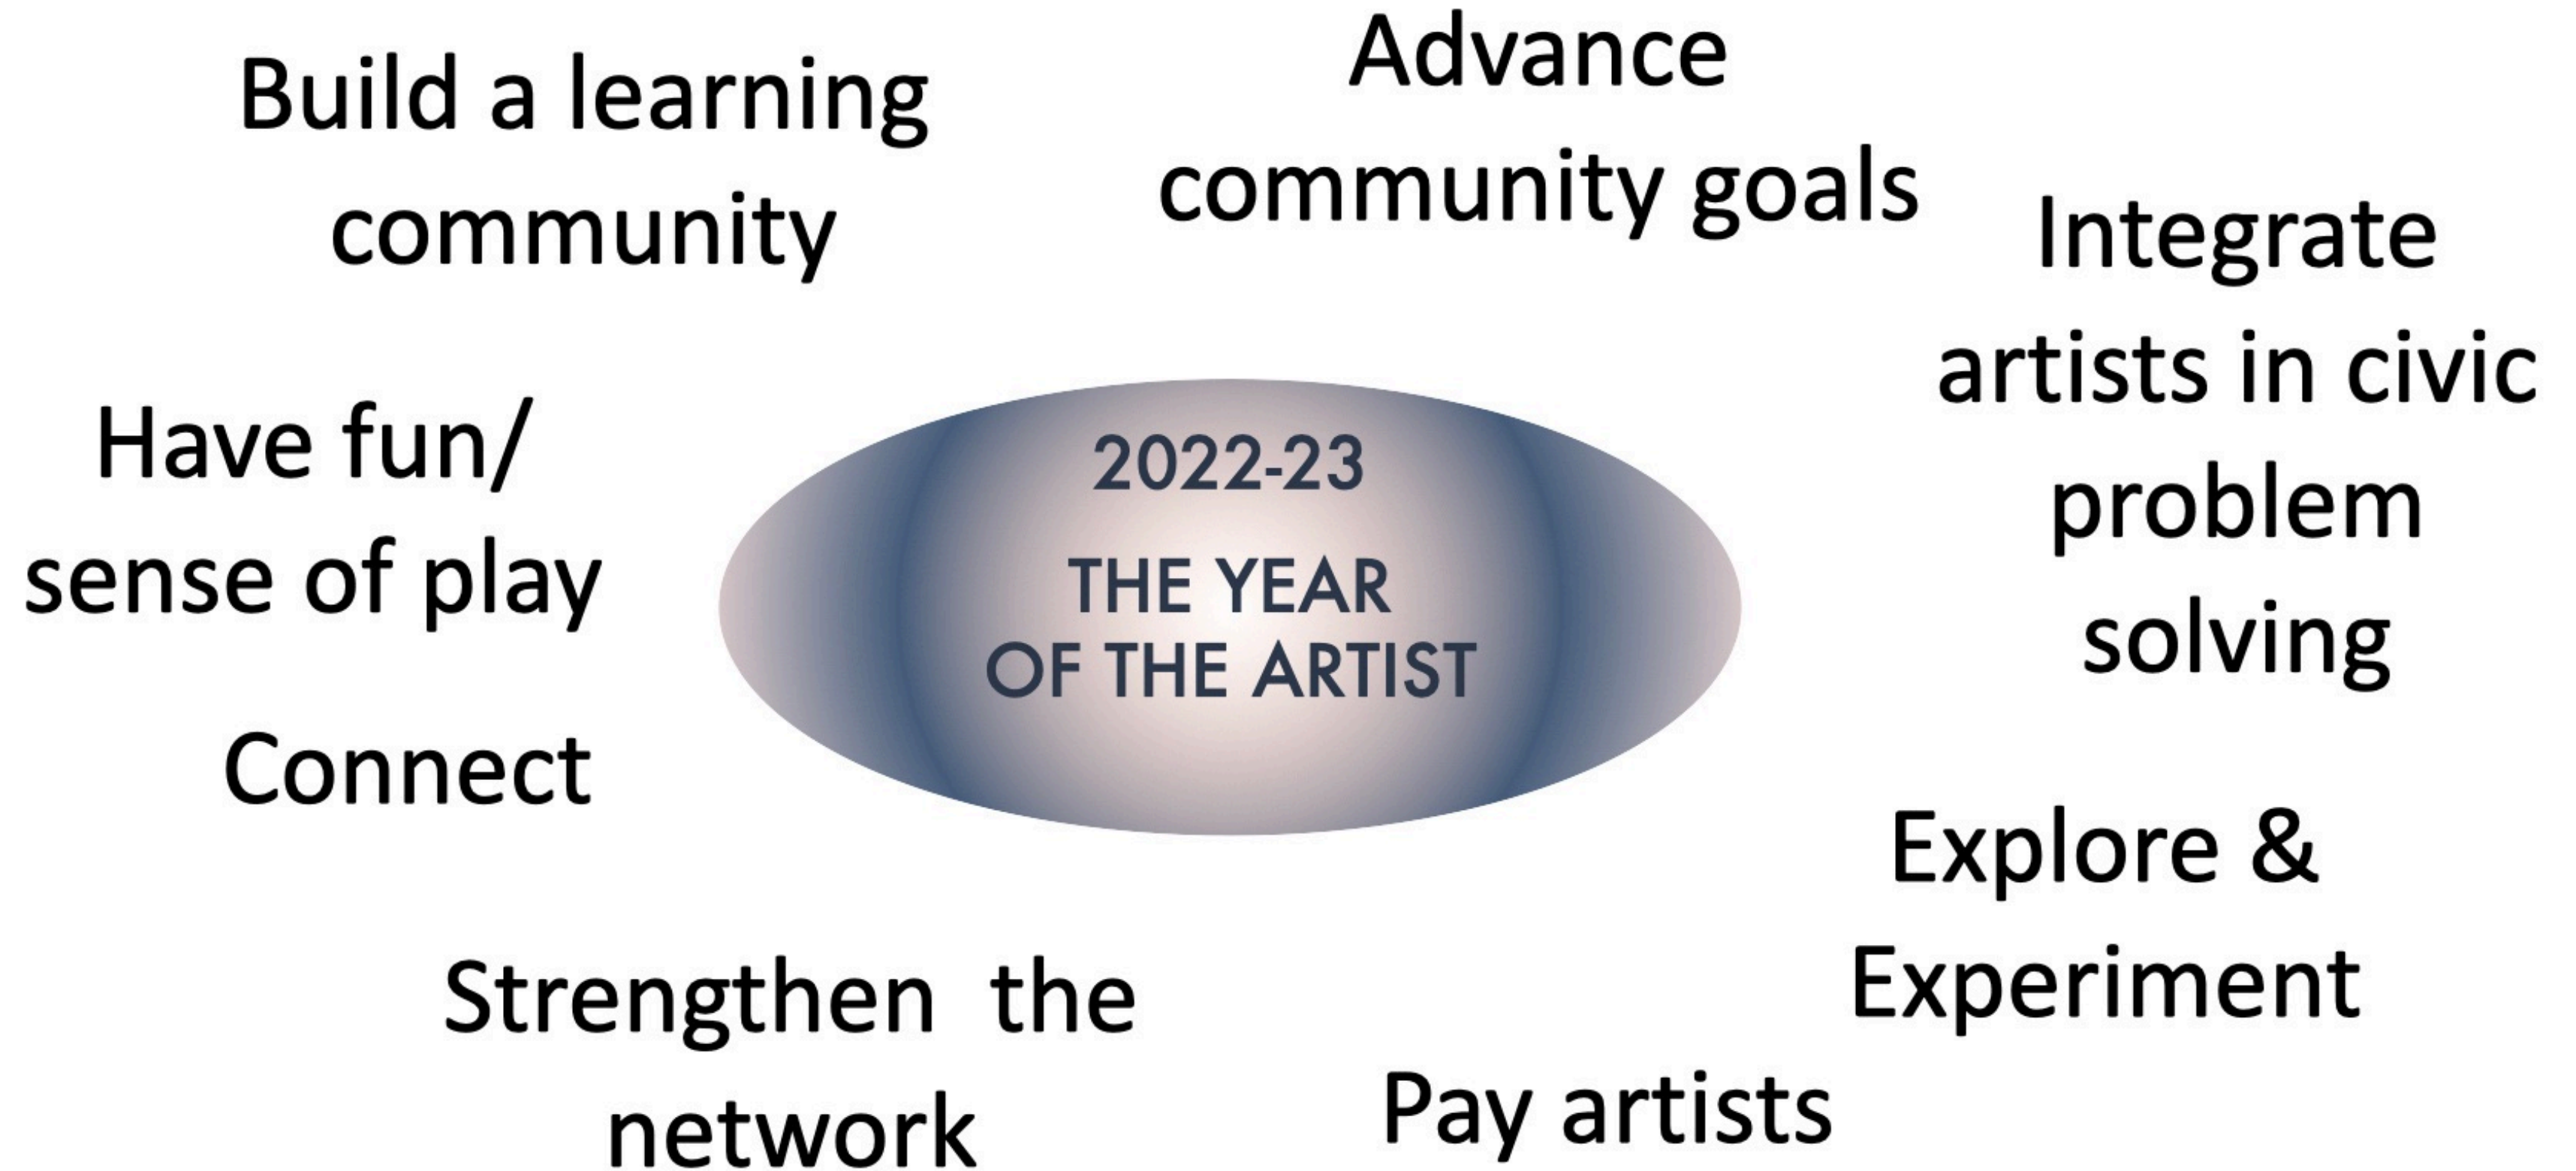 Build a learning
community
Advance
community goals
Integrate
artists in civic
problem
solving
Have fun/
sense of play
2022-23
THE YEAR
OF THE ARTIST
Connect
Explore &
Experiment
Strengthen  the
network
Pay artists